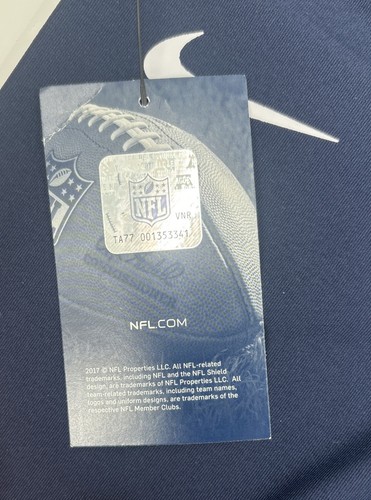 NFL
VNR
TA77 001353341
COMMISSIONER
NFL.COM
2017 © NFL Properties LLC. All NFL-related
trademarks, including NFL and the NFL Shield
design, are trademarks of NFL Properties LLC. All
team-related trademarks, including team names,
logos and uniform designs, are trademarks of the
respective NFL Member Clubs.